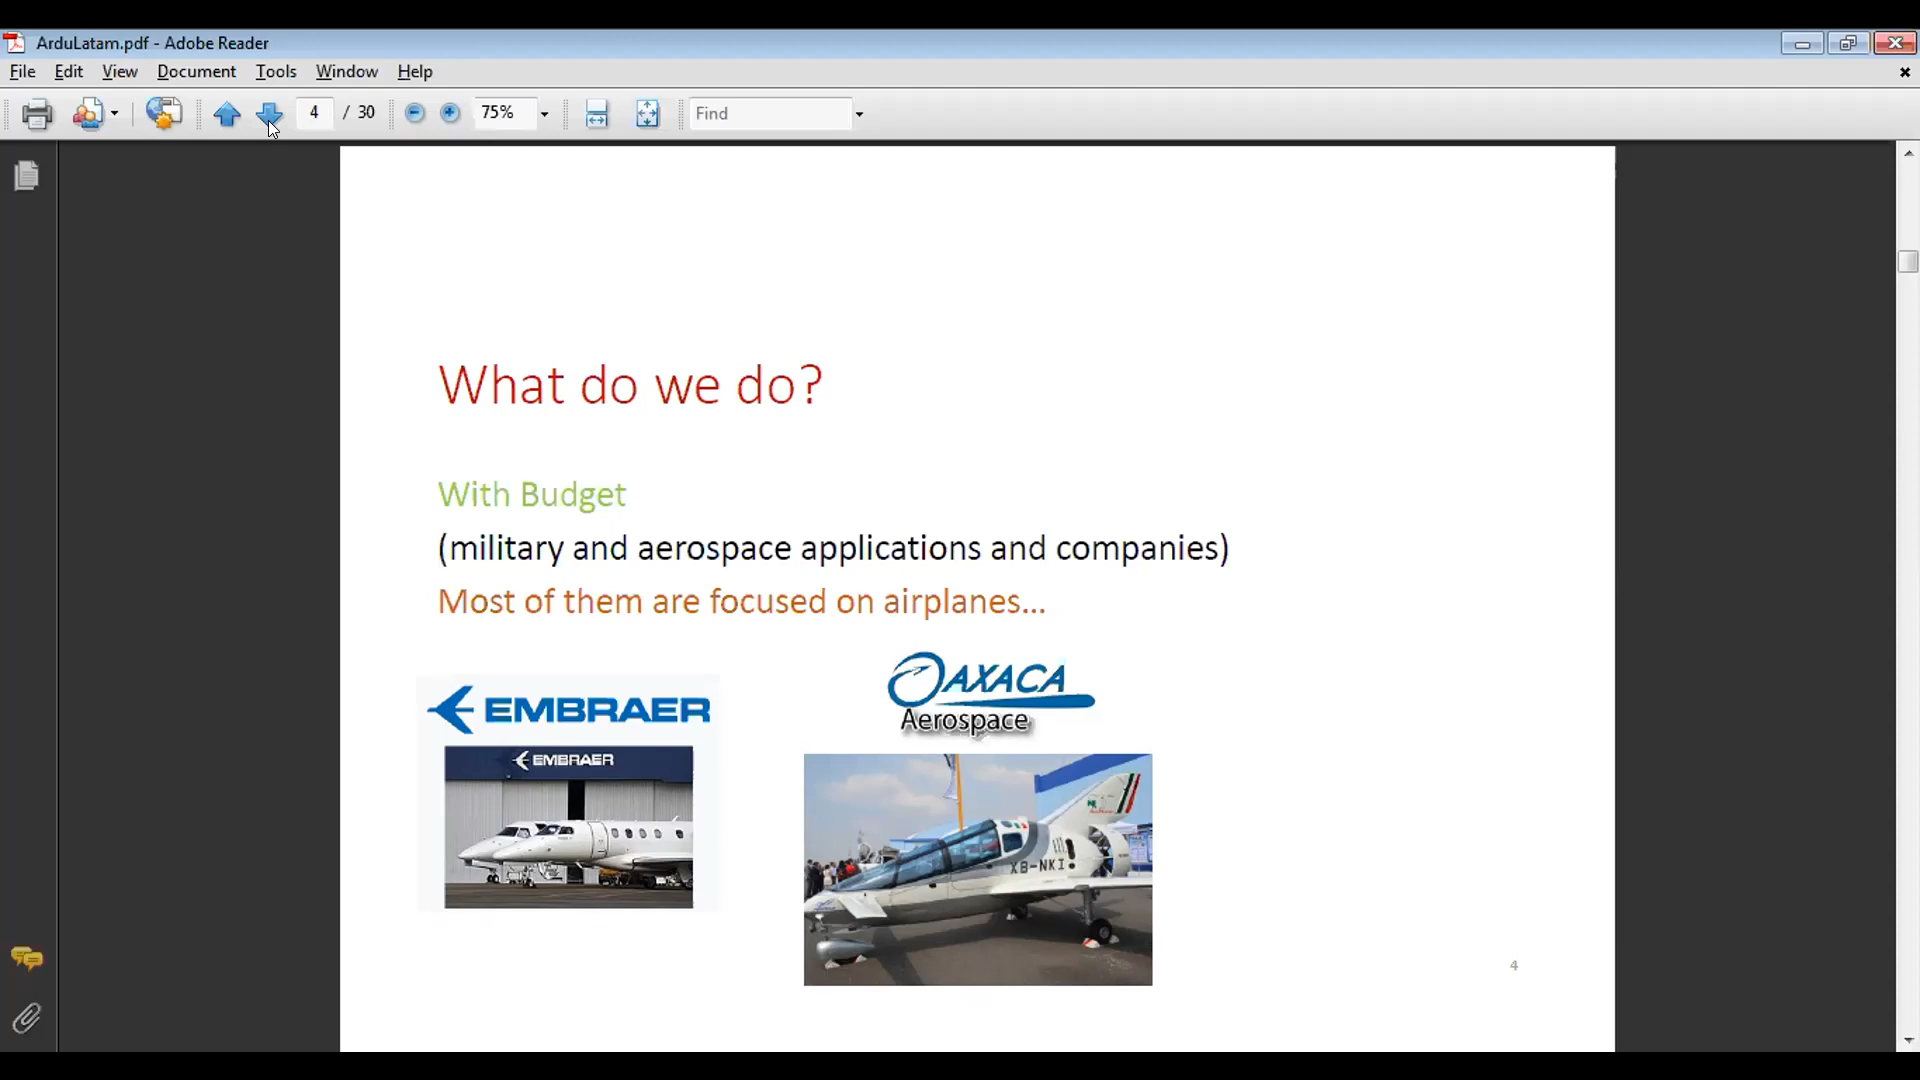 ArduLatam.pdf - Adobe Reader
File Edit View Document Tools Window Help
4 / 30 75% Find
What do we do?
With Budget
(military and aerospace applications and companies)
Most of them are focused on airplanes...
EMBRAER
OAXACA
Aerospace
EMBRAER
XB-NKI
4